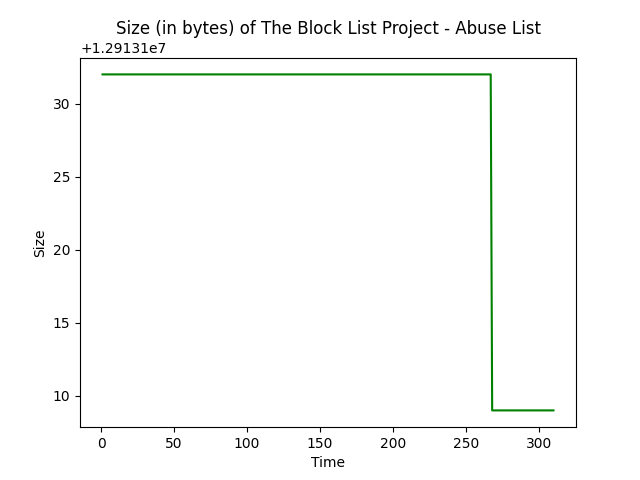 Size (in bytes) of The Block List Project - Abuse List
+1.29131e7
30
25
20
15
10
Size
0 50 100 150 200 250 300
Time